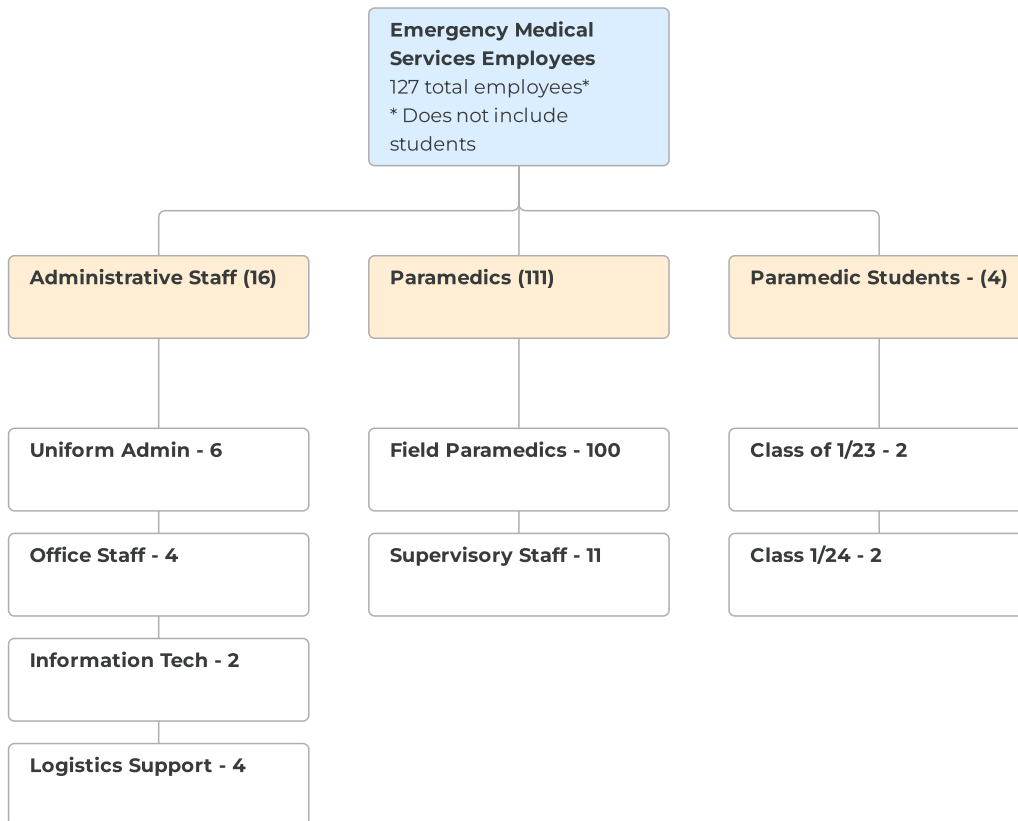 Emergency Medical
Services Employees
127 total employees*
* Does not include
students
Administrative Staff (16)
Paramedics (111)
Paramedic Students - (4)
Uniform Admin - 6
Field Paramedics - 100
Class of 1/23 - 2
Office Staff - 4
Supervisory Staff - 11
Class 1/24 - 2
Information Tech - 2
Logistics Support - 4